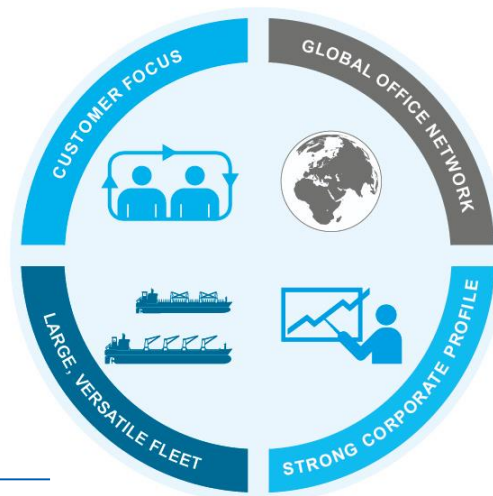 CUSTOMER FOCUS
GLOBAL OFFICE NETWORK
LARGE, VERSATILE FLEET
STRONG CORPORATE PROFILE